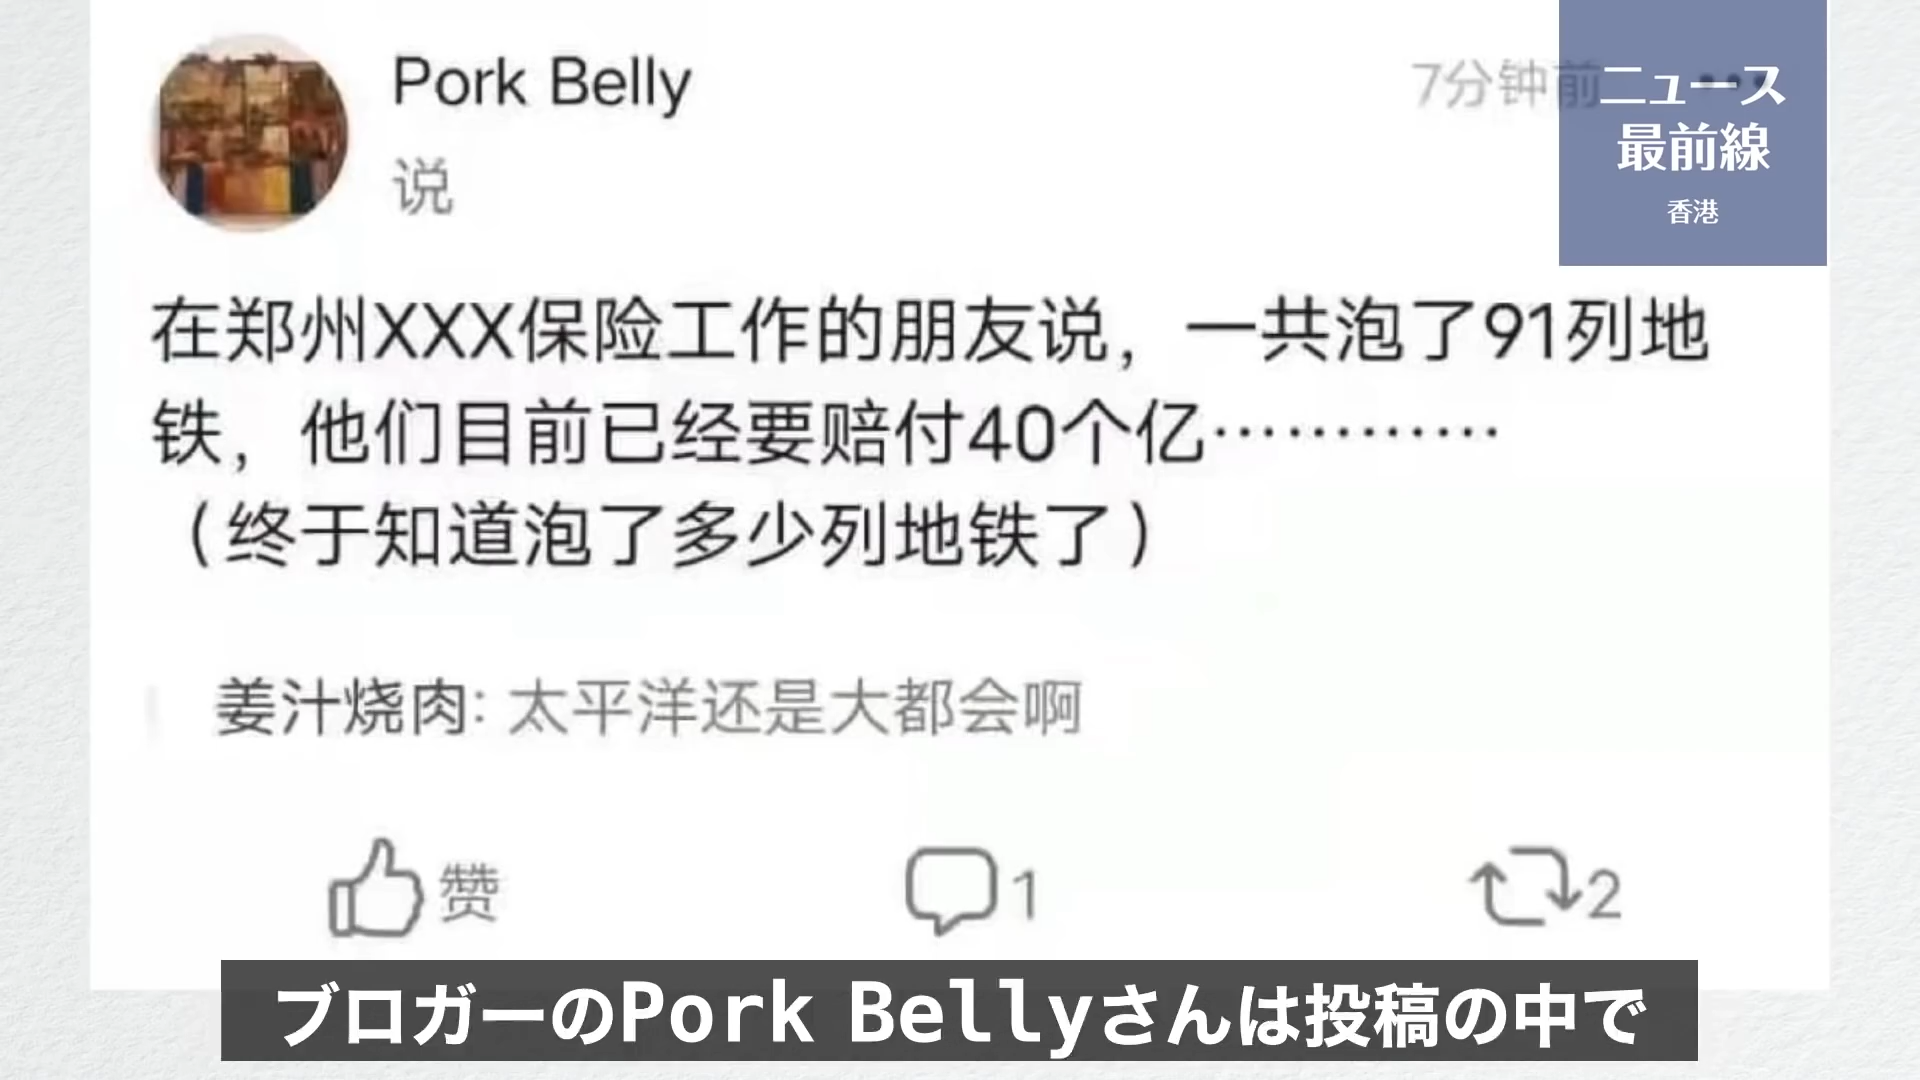 Pork Belly
7分钟前
说
ニュース
最前線
香港
在郑州XXX保险工作的朋友说，一共泡了91列地
铁，他们目前已经要赔付40个亿…………
（终于知道泡了多少列地铁了）
姜汁烧肉: 太平洋还是大都会啊
赞
1
2
ブロガーのPork Bellyさんは投稿の中で